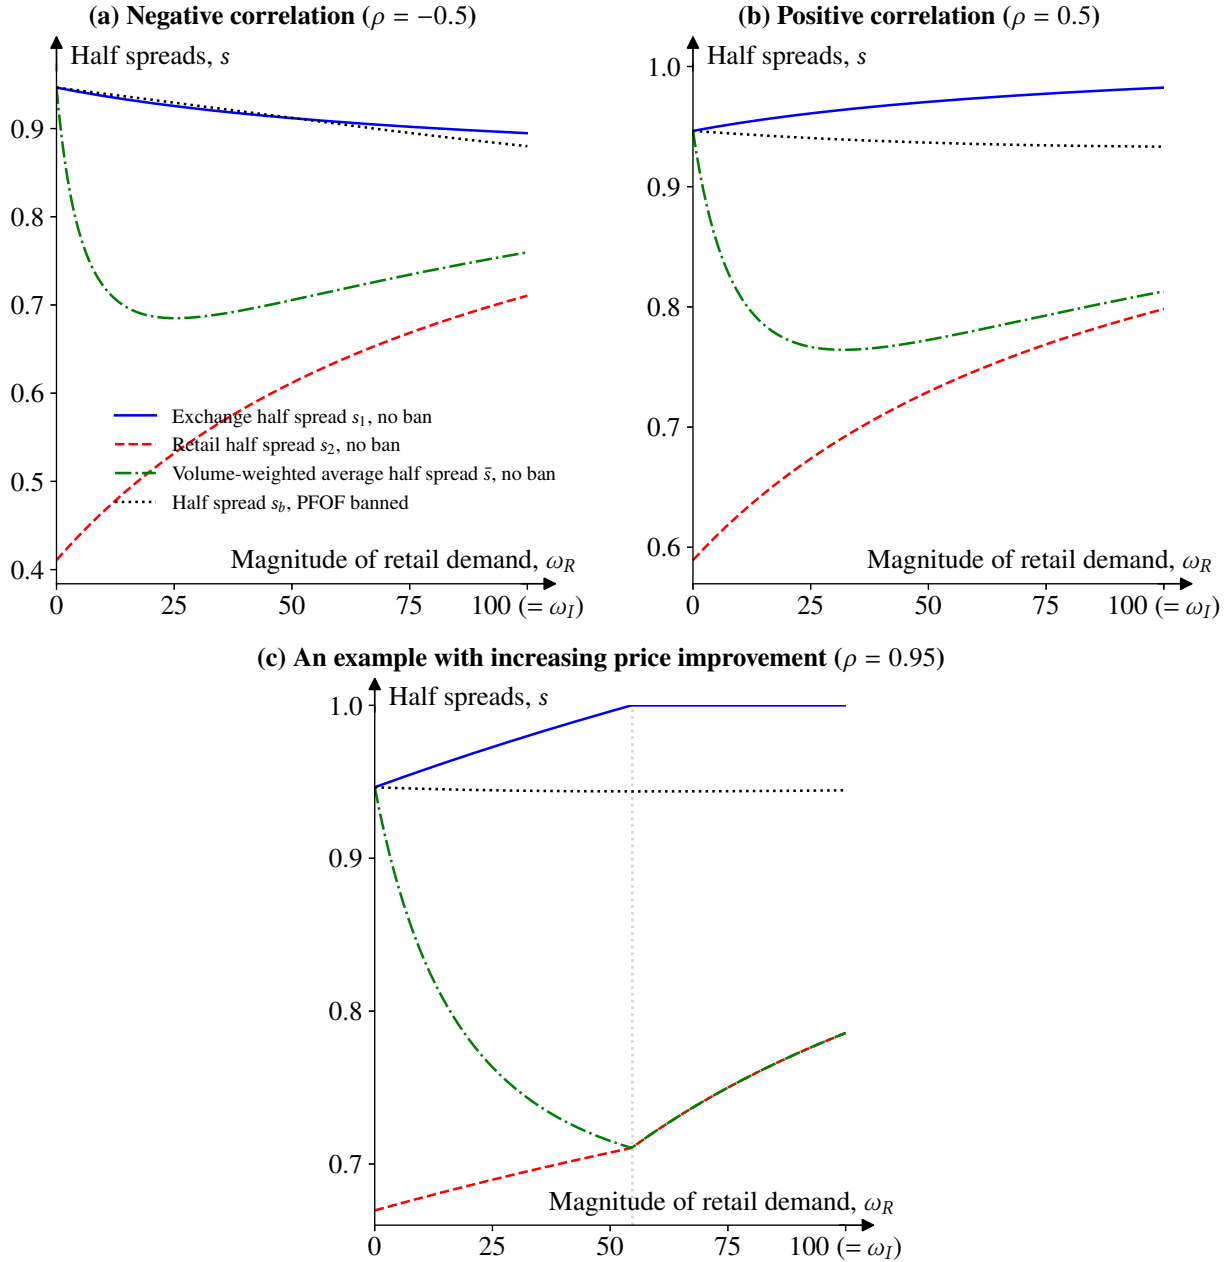 (a) Negative correlation (ρ = −0.5)
Half spreads, s
0.9
0.8
0.7
0.6
0.5
0.4
Exchange half spread s₁, no ban
Retail half spread s₂, no ban
Volume-weighted average half spread s̄, no ban
Half spread s_b, PFOF banned
Magnitude of retail demand, ω_R
0 25 50 75 100 (= ω_I)
(b) Positive correlation (ρ = 0.5)
Half spreads, s
1.0
0.9
0.8
0.7
0.6
Magnitude of retail demand, ω_R
0 25 50 75 100 (= ω_I)
(c) An example with increasing price improvement (ρ = 0.95)
Half spreads, s
1.0
0.9
0.8
0.7
Magnitude of retail demand, ω_R
0 25 50 75 100 (= ω_I)